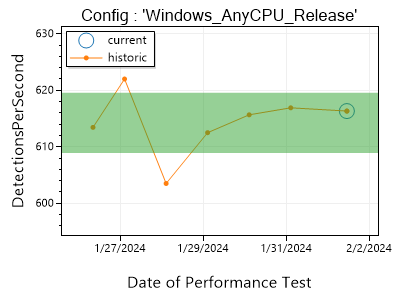 Config : 'Windows_AnyCPU_Release'
630
620
610
600
DetectionsPerSecond
current
historic
1/27/2024
1/29/2024
1/31/2024
2/2/2024
Date of Performance Test